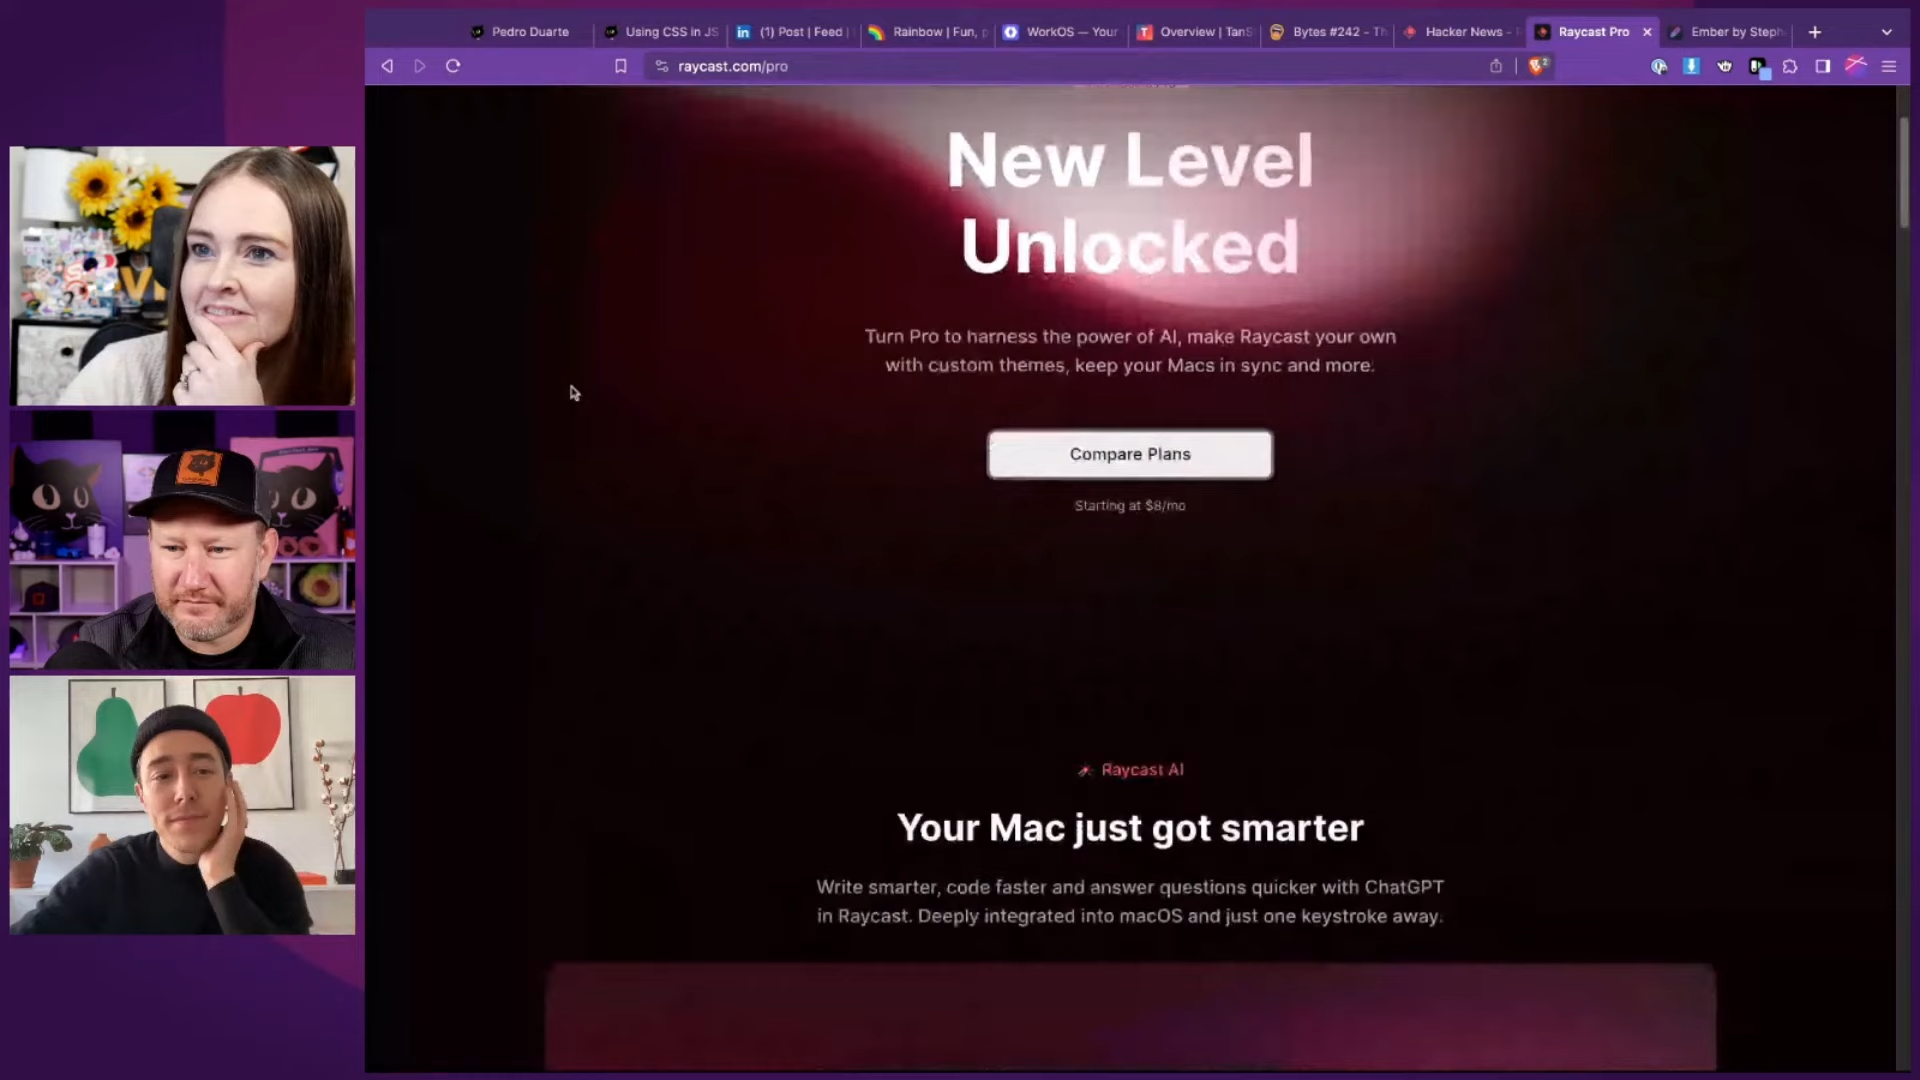 Pedro Duarte
Using CSS in JS
(1) Post | Feed |
Rainbow | Fun, p
WorkOS — Your
Overview | TanS
Bytes #242 - Th
Hacker News -
Raycast Pro
Ember by Steph
raycast.com/pro
2
New Level
Unlocked
Turn Pro to harness the power of AI, make Raycast your own
with custom themes, keep your Macs in sync and more.
Compare Plans
Starting at $8/mo
Raycast AI
Your Mac just got smarter
Write smarter, code faster and answer questions quicker with ChatGPT
in Raycast. Deeply integrated into macOS and just one keystroke away.